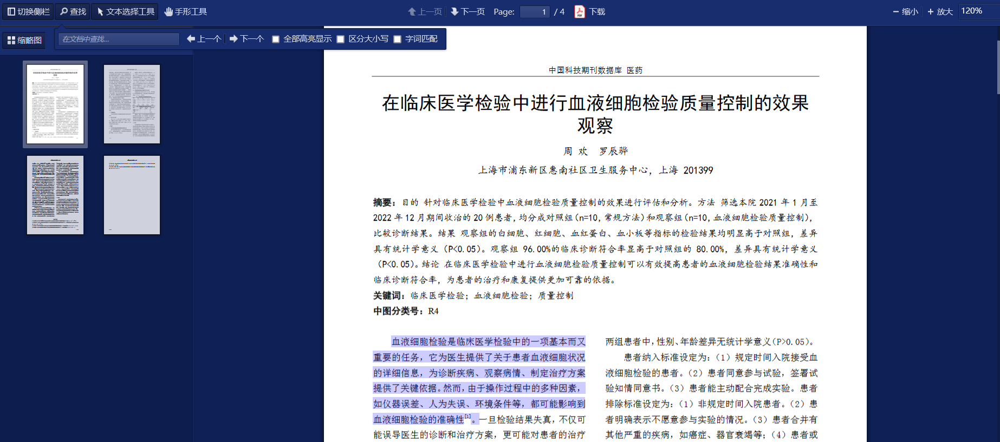 切换侧栏 查找 文本选择工具 手形工具 上一页 下一页 Page: 1 / 4 下载 缩小 放大 120%
缩略图 在文档中查找... 上一个 下一个 全部高亮显示 区分大小写 字词匹配
中国科技期刊数据库 医药
在临床医学检验中进行血液细胞检验质量控制的效果
观察
周 欢 罗辰骅
上海市浦东新区惠南社区卫生服务中心，上海 201399
摘要：目的 针对临床医学检验中血液细胞检验质量控制的效果进行评估和分析。方法 筛选本院 2021 年 1 月至
2022 年 12 月期间收治的 20 例患者，均分成对照组（n=10，常规方法）和观察组（n=10，血液细胞检验质量控制），
比较诊断结果。结果 观察组的白细胞、红细胞、血红蛋白、血小板等指标的检验结果均明显高于对照组，差异
具有统计学意义（P<0.05）。观察组 96.00%的临床诊断符合率显高于对照组的 80.00%，差异具有统计学意义
（P<0.05）。结论 在临床医学检验中进行血液细胞检验质量控制可以有效提高患者的血液细胞检验结果准确性和
临床诊断符合率，为患者的治疗和康复提供更加可靠的依据。
关键词：临床医学检验；血液细胞检验；质量控制
中图分类号：R4
血液细胞检验是临床医学检验中的一项基本而又
重要的任务，它为医生提供了关于患者血液细胞状况
的详细信息，为诊断疾病、观察病情、制定治疗方案
提供了关键依据。然而，由于操作过程中的多种因素，
如仪器误差、人为失误、环境条件等，都可能影响到
血液细胞检验的准确性[1]。一旦检验结果失真，不仅可
能误导医生的诊断和治疗方案，更可能对患者的治疗
两组患者中，性别、年龄差异无统计学意义（P>0.05）。
患者纳入标准设定为：（1）规定时间入院接受血
液细胞检验的患者。（2）患者同意参与试验，签署试
验知情同意书。（3）患者能主动配合完成实验。患者
排除标准设定为：（1）非规定时间入院患者。（2）患
者明确表示不愿意参与实验的情况。（3）患者合并有
其他严重的疾病，如癌症、器官衰竭等；（4）患者或